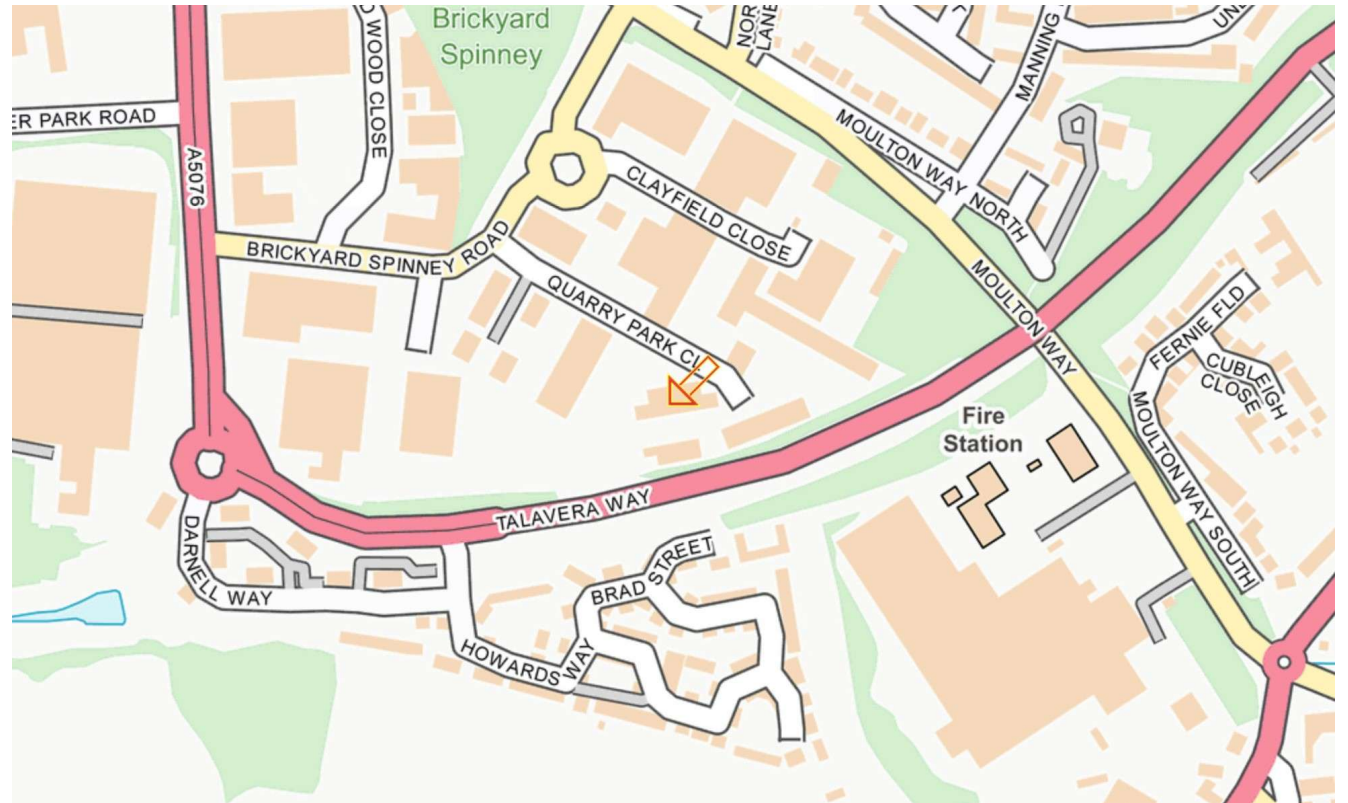 Brickyard
Spinney
WOOD CLOSE
LANE
MANNING
ER PARK ROAD
A5076
MOULTON WAY NORTH
CLAYFIELD CLOSE
BRICKYARD SPINNEY ROAD
QUARRY PARK CL
MOULTON WAY
FERNIE FLD
CUBLEIGH
CLOSE
Fire
Station
MOULTON WAY SOUTH
TALAVERA WAY
DARNELL WAY
BRAD STREET
HOWARDS WAY